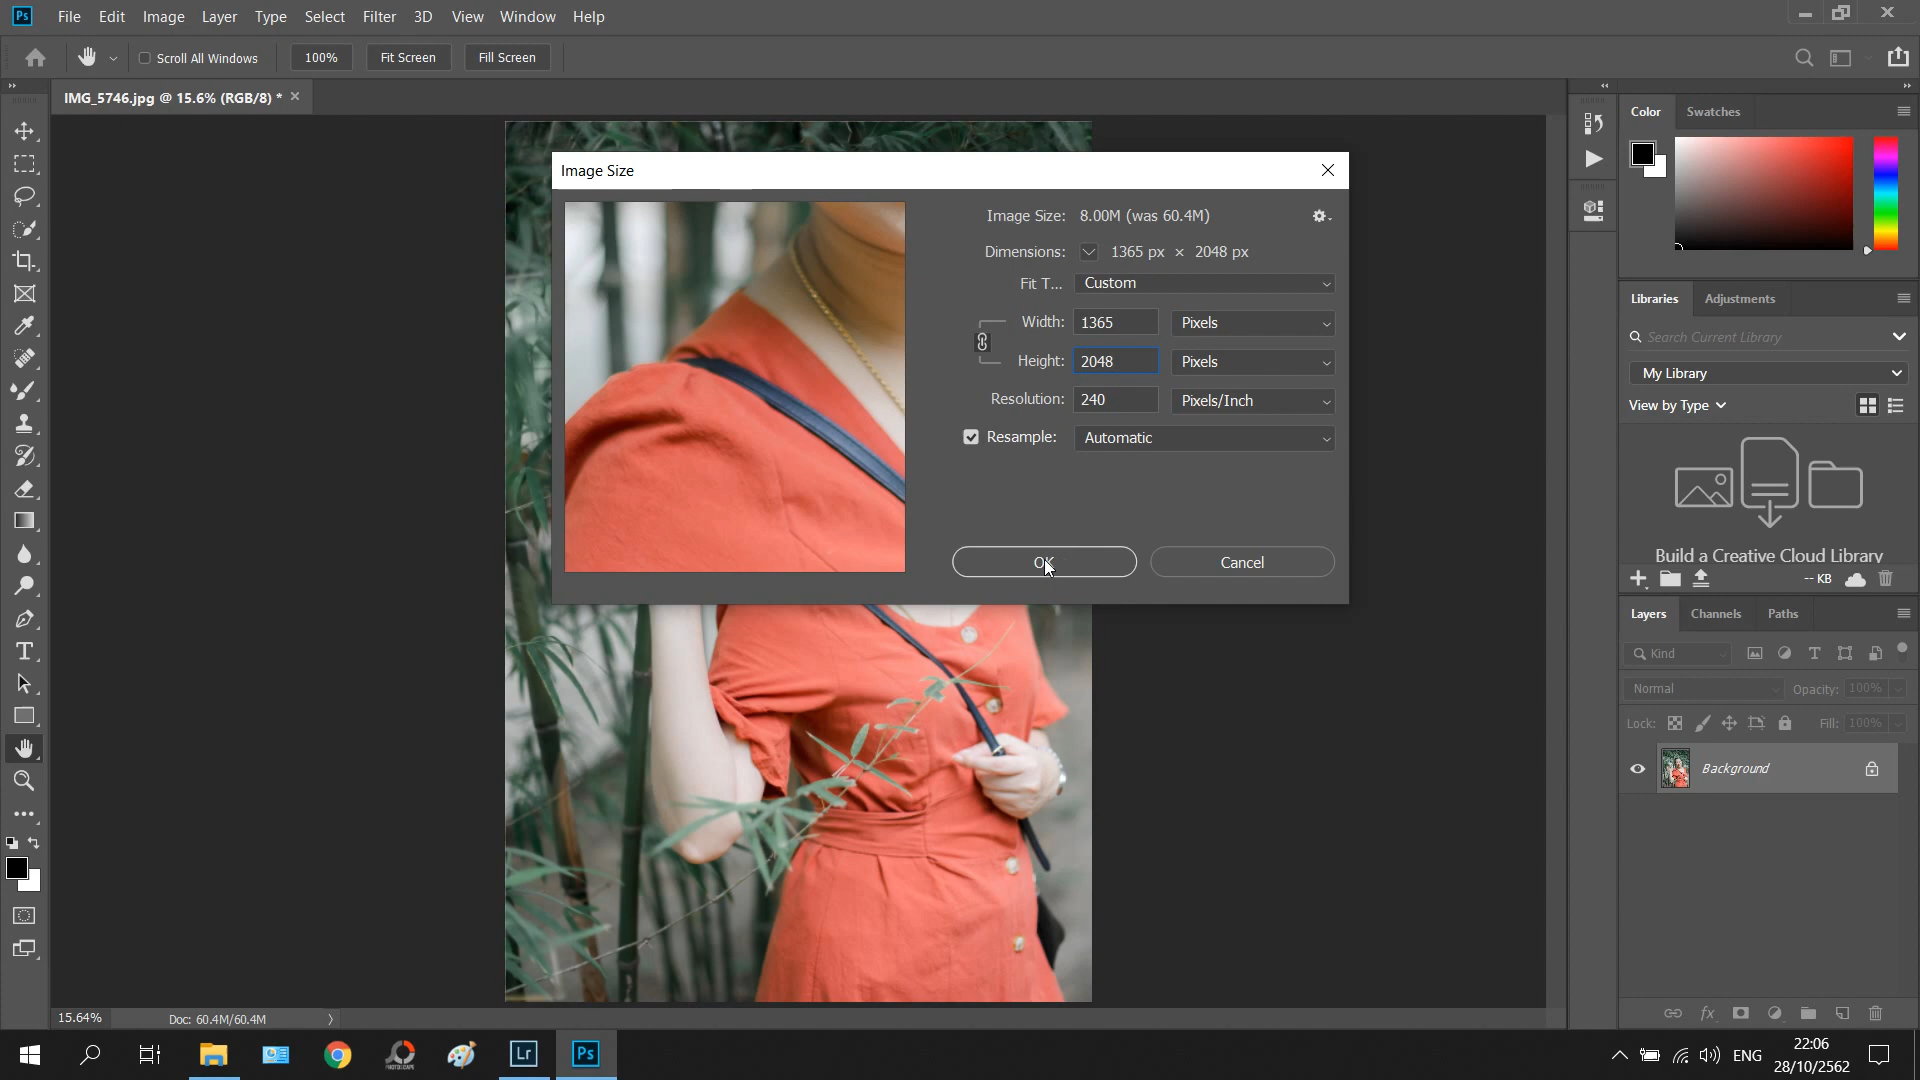 Ps File Edit Image Layer Type Select Filter 3D View Window Help
Scroll All Windows 100% Fit Screen Fill Screen
IMG_5746.jpg @ 15.6% (RGB/8) * ×
Image Size
Image Size: 8.00M (was 60.4M)
Dimensions: 1365 px × 2048 px
Fit T... Custom
Width: 1365 Pixels
Height: 2048 Pixels
Resolution: 240 Pixels/Inch
Resample: Automatic
OK Cancel
Color Swatches
Libraries Adjustments
Search Current Library
My Library
View by Type
Build a Creative Cloud Library
-- KB
Layers Channels Paths
Kind
Normal Opacity: 100%
Lock: Fill: 100%
Background
fx
15.64% Doc: 60.4M/60.4M
Lr Ps
ENG
22:06
28/10/2562